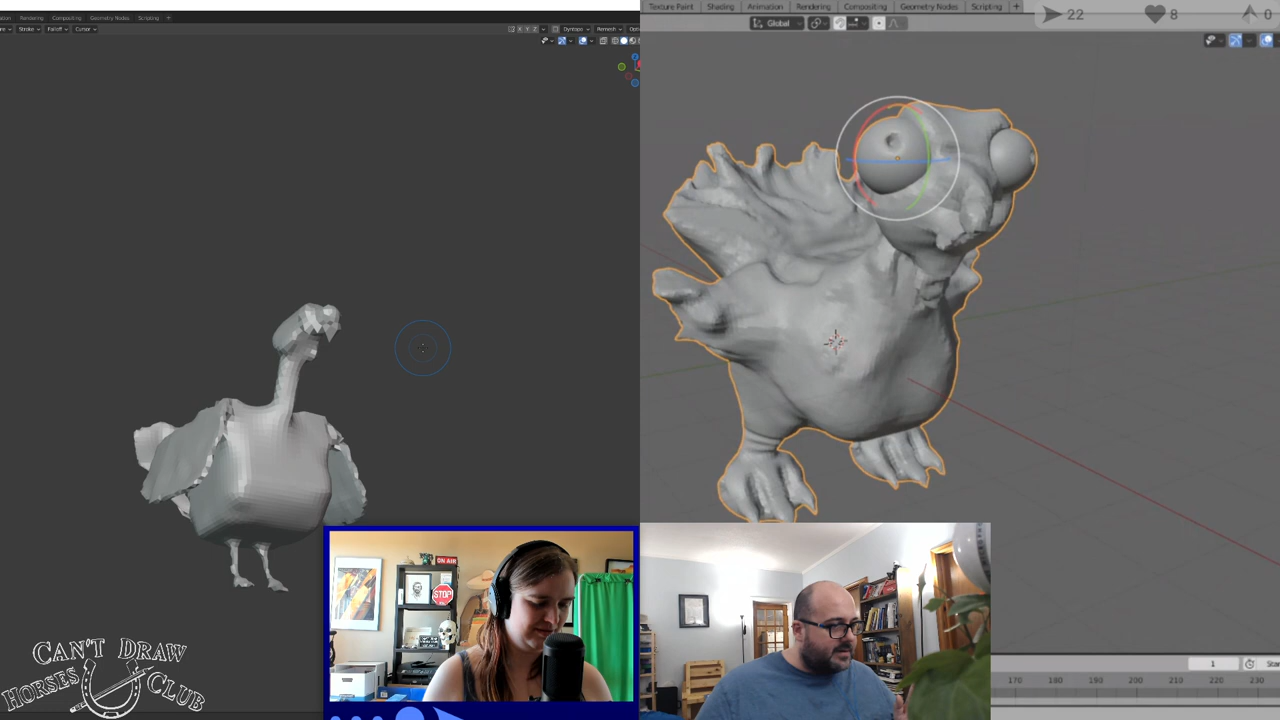 Rendering Compositing Geometry Nodes Scripting +
Stroke Falloff Cursor
X Y Z Dyntopo Remesh
Texture Paint Shading Animation Rendering Compositing Geometry Nodes Scripting +
22 8 0
Global
ON AIR
STOP
CAN'T DRAW
HORSES CLUB
1
170 180 190 200 210 220 230